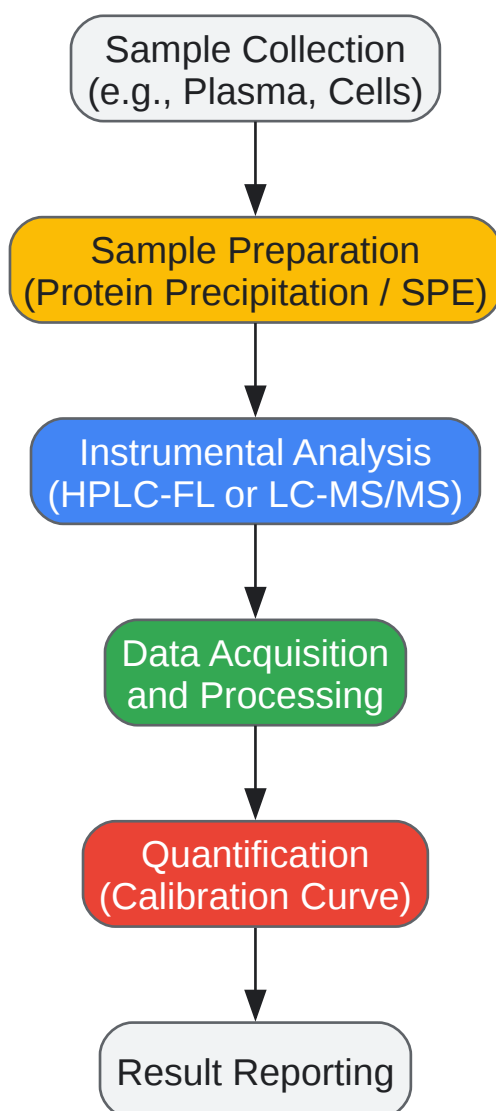 Sample Collection
(e.g., Plasma, Cells)
Sample Preparation
(Protein Precipitation / SPE)
Instrumental Analysis
(HPLC-FL or LC-MS/MS)
Data Acquisition
and Processing
Quantification
(Calibration Curve)
Result Reporting